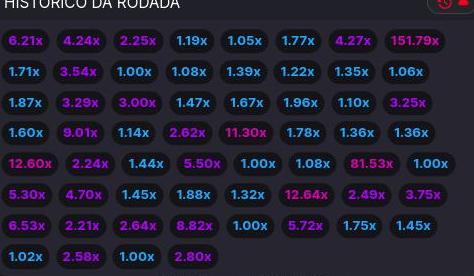 HISTÓRICO DA RODADA
6.21x 4.24x 2.25x 1.19x 1.05x 1.77x 4.27x 151.79x
1.71x 3.54x 1.00x 1.08x 1.39x 1.22x 1.35x 1.06x
1.87x 3.29x 3.00x 1.47x 1.67x 1.96x 1.10x 3.25x
1.60x 9.01x 1.14x 2.62x 11.30x 1.78x 1.36x 1.36x
12.60x 2.24x 1.44x 5.50x 1.00x 1.08x 81.53x 1.00x
5.30x 4.70x 1.45x 1.88x 1.32x 12.64x 2.49x 3.75x
6.53x 2.21x 2.64x 8.82x 1.00x 5.72x 1.75x 1.45x
1.02x 2.58x 1.00x 2.80x